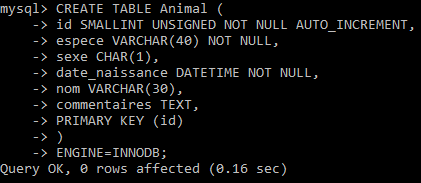 mysql> CREATE TABLE Animal (
-> id SMALLINT UNSIGNED NOT NULL AUTO_INCREMENT,
-> espece VARCHAR(40) NOT NULL,
-> sexe CHAR(1),
-> date_naissance DATETIME NOT NULL,
-> nom VARCHAR(30),
-> commentaires TEXT,
-> PRIMARY KEY (id)
-> )
-> ENGINE=INNODB;
Query OK, 0 rows affected (0.16 sec)